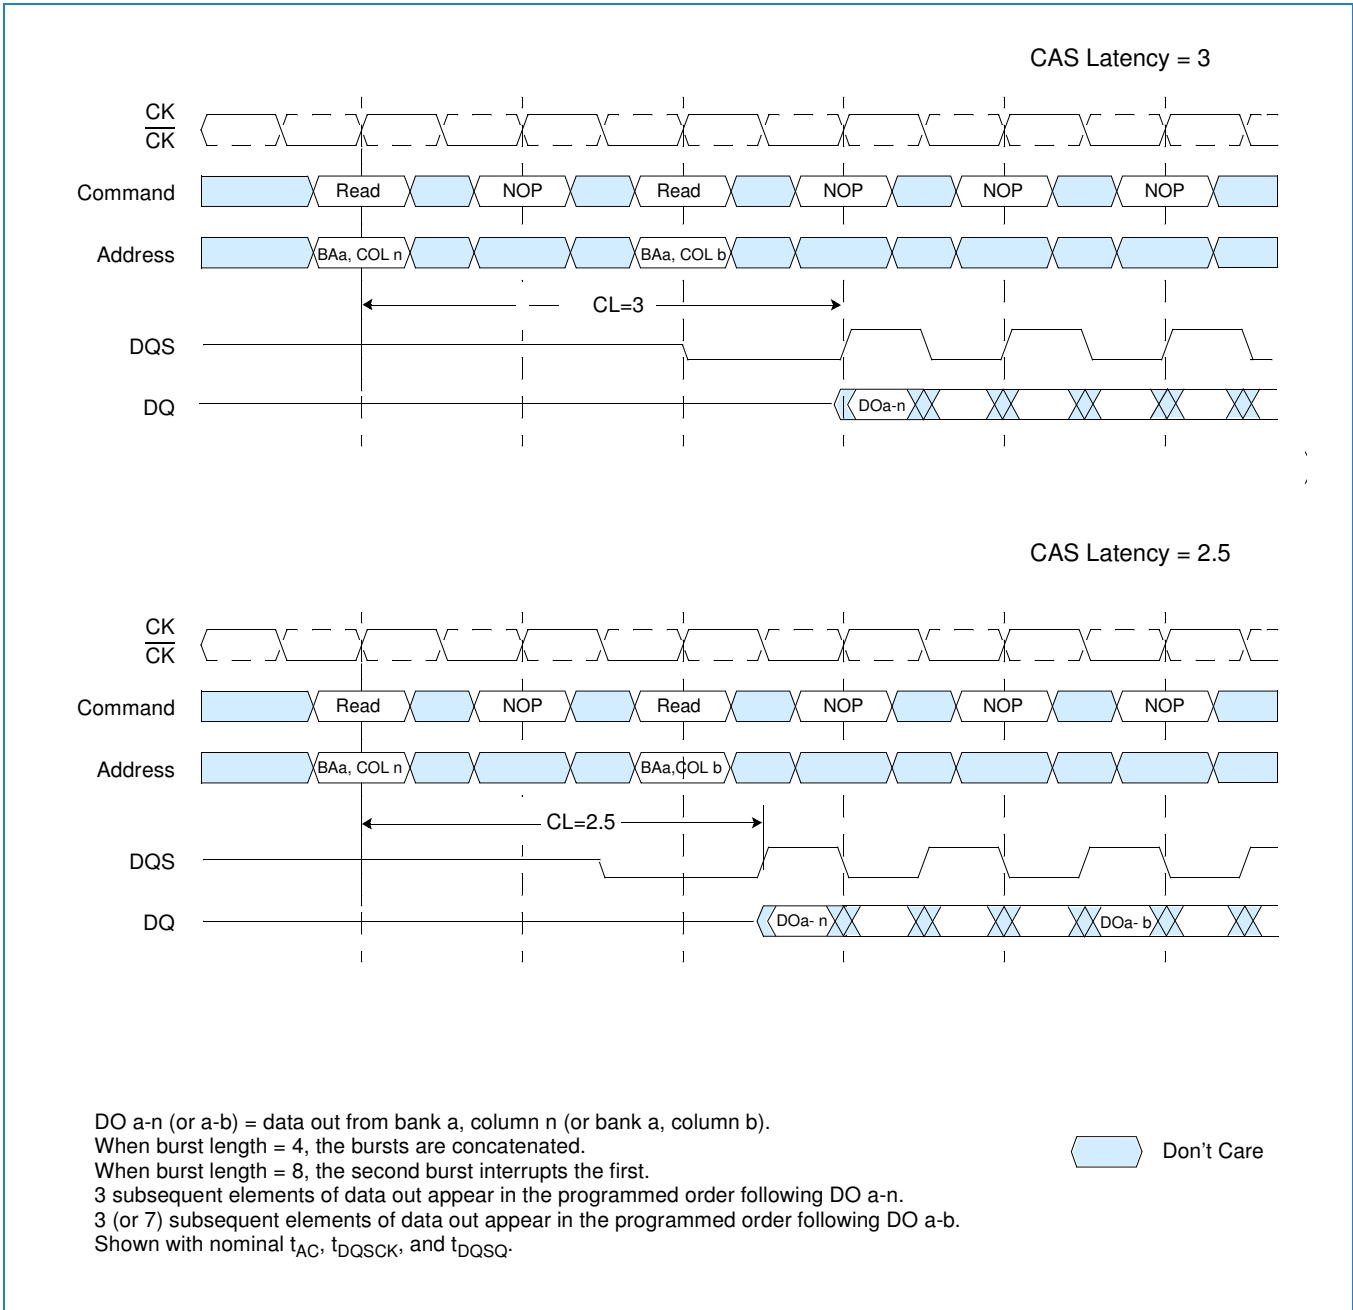 CAS Latency = 3
CK
CK
Command
Read
NOP
Read
NOP
NOP
NOP
Address
BAa, COL n
BAa, COL b
CL=3
DQS
DQ
DOa-n
CAS Latency = 2.5
CK
CK
Command
Read
NOP
Read
NOP
NOP
NOP
Address
BAa, COL n
BAa,COL b
CL=2.5
DQS
DQ
DOa- n
DOa- b
DO a-n (or a-b) = data out from bank a, column n (or bank a, column b).
When burst length = 4, the bursts are concatenated.
When burst length = 8, the second burst interrupts the first.
3 subsequent elements of data out appear in the programmed order following DO a-n.
3 (or 7) subsequent elements of data out appear in the programmed order following DO a-b.
Shown with nominal tAC, tDQSCK, and tDQSQ.
Don't Care